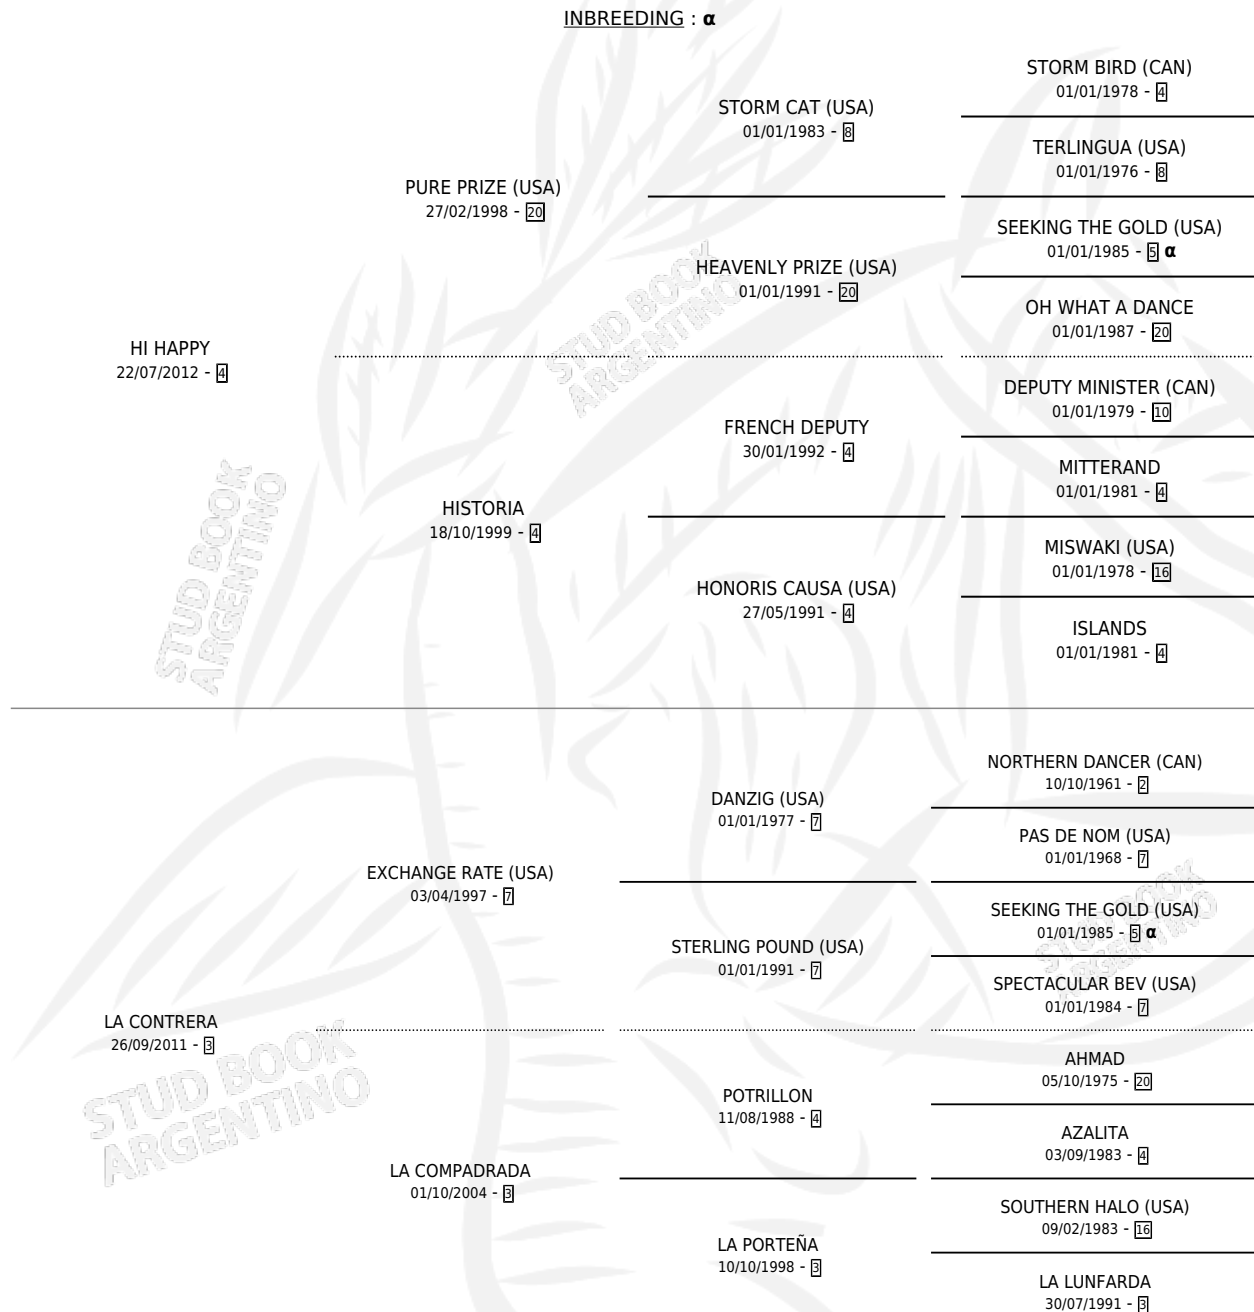 INBREEDING : α
STORM BIRD (CAN)
01/01/1978 - 4
STORM CAT (USA)
01/01/1983 - 8
TERLINGUA (USA)
01/01/1976 - 8
PURE PRIZE (USA)
27/02/1998 - 20
SEEKING THE GOLD (USA)
01/01/1985 - 5 α
HEAVENLY PRIZE (USA)
01/01/1991 - 20
OH WHAT A DANCE
01/01/1987 - 20
HI HAPPY
22/07/2012 - 4
DEPUTY MINISTER (CAN)
01/01/1979 - 10
FRENCH DEPUTY
30/01/1992 - 4
MITTERAND
01/01/1981 - 4
HISTORIA
18/10/1999 - 4
MISWAKI (USA)
01/01/1978 - 16
HONORIS CAUSA (USA)
27/05/1991 - 4
ISLANDS
01/01/1981 - 4
NORTHERN DANCER (CAN)
10/10/1961 - 2
DANZIG (USA)
01/01/1977 - 7
PAS DE NOM (USA)
01/01/1968 - 7
EXCHANGE RATE (USA)
03/04/1997 - 7
SEEKING THE GOLD (USA)
01/01/1985 - 5 α
STERLING POUND (USA)
01/01/1991 - 7
SPECTACULAR BEV (USA)
01/01/1984 - 7
LA CONTRERA
26/09/2011 - 3
AHMAD
05/10/1975 - 20
POTRILLON
11/08/1988 - 4
AZALITA
03/09/1983 - 4
LA COMPADRADA
01/10/2004 - 3
SOUTHERN HALO (USA)
09/02/1983 - 16
LA PORTEÑA
10/10/1998 - 3
LA LUNFARDA
30/07/1991 - 3
STUD BOOK
ARGENTINO
STUD BOOK
ARGENTINO
STUD BOOK
ARGENTINO
STUD BOOK
ARGENTINO